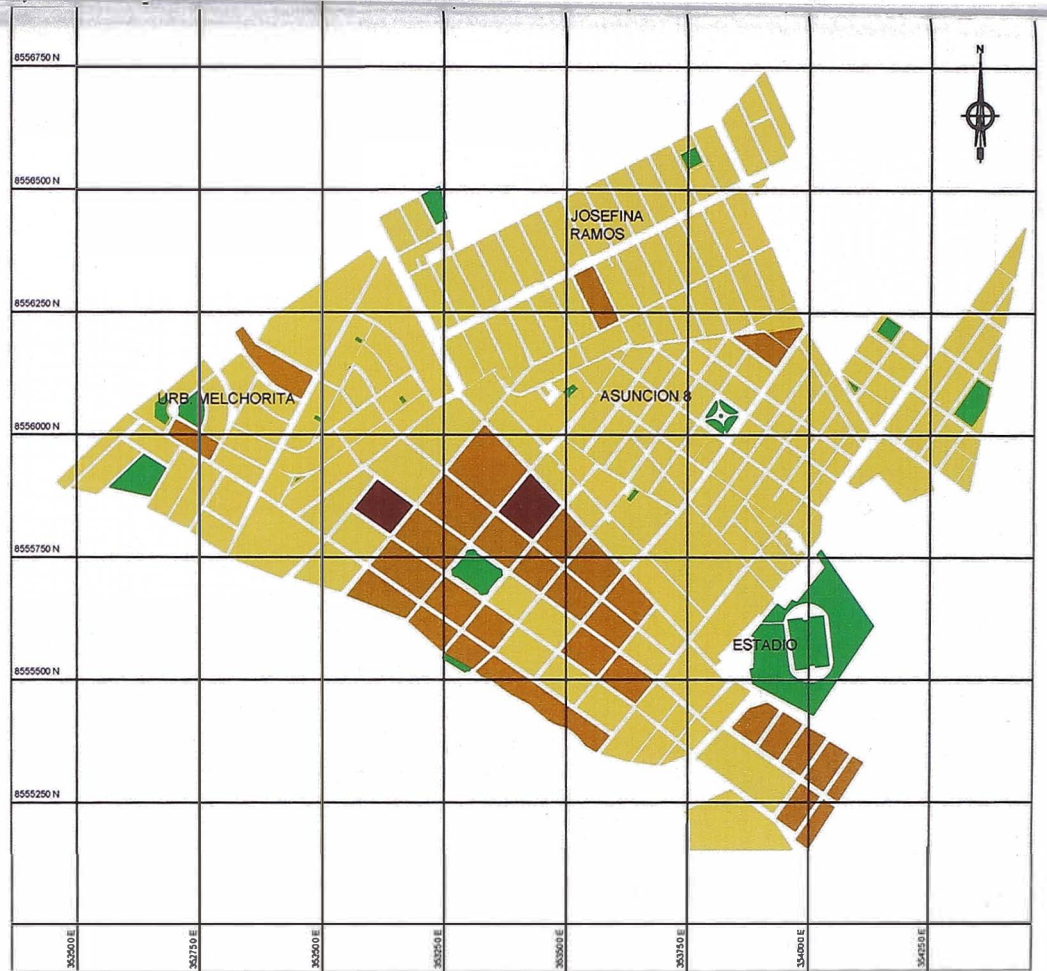 N
8556750 N
8556500 N
JOSEFINA
RAMOS
8556250 N
URB. MELCHORITA
ASUNCION 8
8556000 N
8555750 N
ESTADIO
8555500 N
8555250 N
352500 E
352750 E
353000 E
353250 E
353500 E
353750 E
354000 E
354250 E